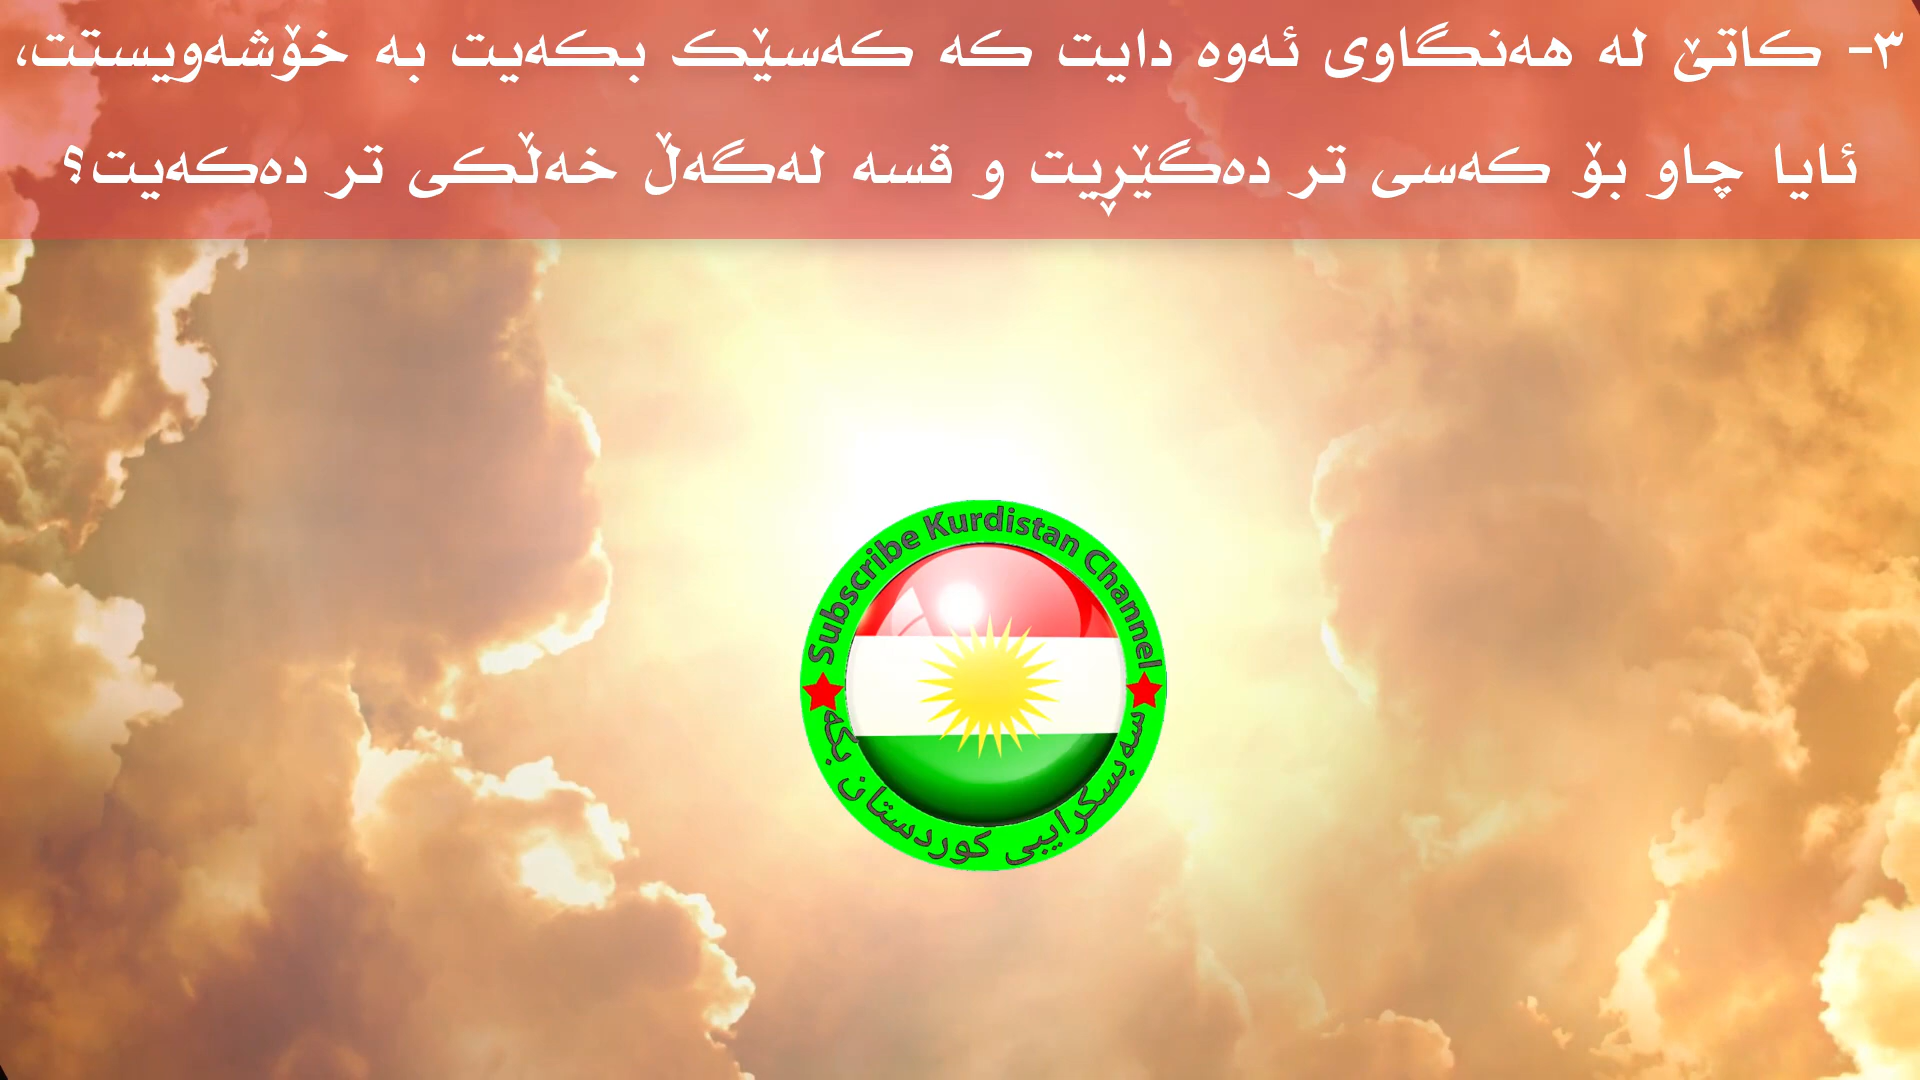 ٣- کاتێ لە هەنگاوی ئەوە دایت کە کەسێک بکەیت بە خۆشەویستت،
ئایا چاو بۆ کەسی تر دەگێڕیت و قسە لەگەڵ خەڵکی تر دەکەیت؟
Subscribe Kurdistan Channel
سەبسکرایبی کوردستان بکە